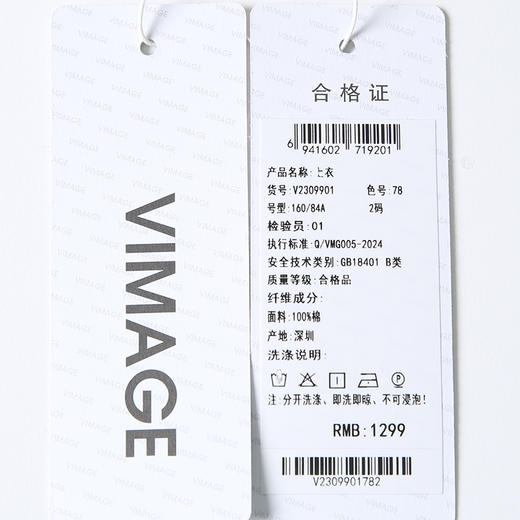 VIMAGE
合格证
6 941602 719201
产品名称:上衣
货号:V2309901 色号:78
号型:160/84A 2码
检验员:01
执行标准:Q/VMG005-2024
安全技术类别:GB18401 B类
质量等级:合格品
纤维成分:
面料:100%棉
产地:深圳
洗涤说明:
注:分开洗涤、即洗即晾、不可浸泡!
RMB:1299
V2309901782